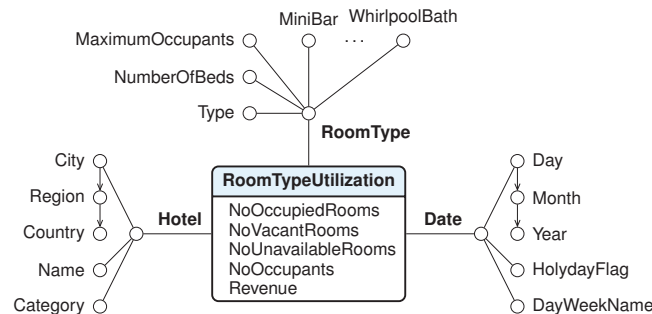 MiniBar ... WhirlpoolBath
MaximumOccupants
NumberOfBeds
Type
RoomType
City
Region
Country
Name
Category
Hotel
RoomTypeUtilization
NoOccupiedRooms
NoVacantRooms
NoUnavailableRooms
NoOccupants
Revenue
Date
Day
Month
Year
HolydayFlag
DayWeekName